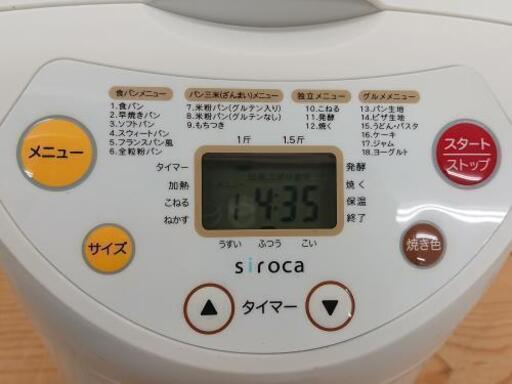 食パンメニュー
1.食パン
2.早焼きパン
3.ソフトパン
4.スウィートパン
5.フランスパン風
6.全粒粉パン
パン三米(ざんまい)メニュー
7.米粉パン(グルテン入り)
8.米粉パン(グルテンなし)
9.もちつき
独立メニュー
10.こねる
11.発酵
12.焼く
グルメメニュー
13.パン生地
14.ピザ生地
15.うどん・パスタ
16.ケーキ
17.ジャム
18.ヨーグルト
1斤 1.5斤
メニュー
スタート
ストップ
タイマー
加熱
こねる
ねかす
メニュー
1 4:35
発酵
焼く
保温
終了
うすい ふつう こい
サイズ
焼き色
siroca
▲ タイマー ▼